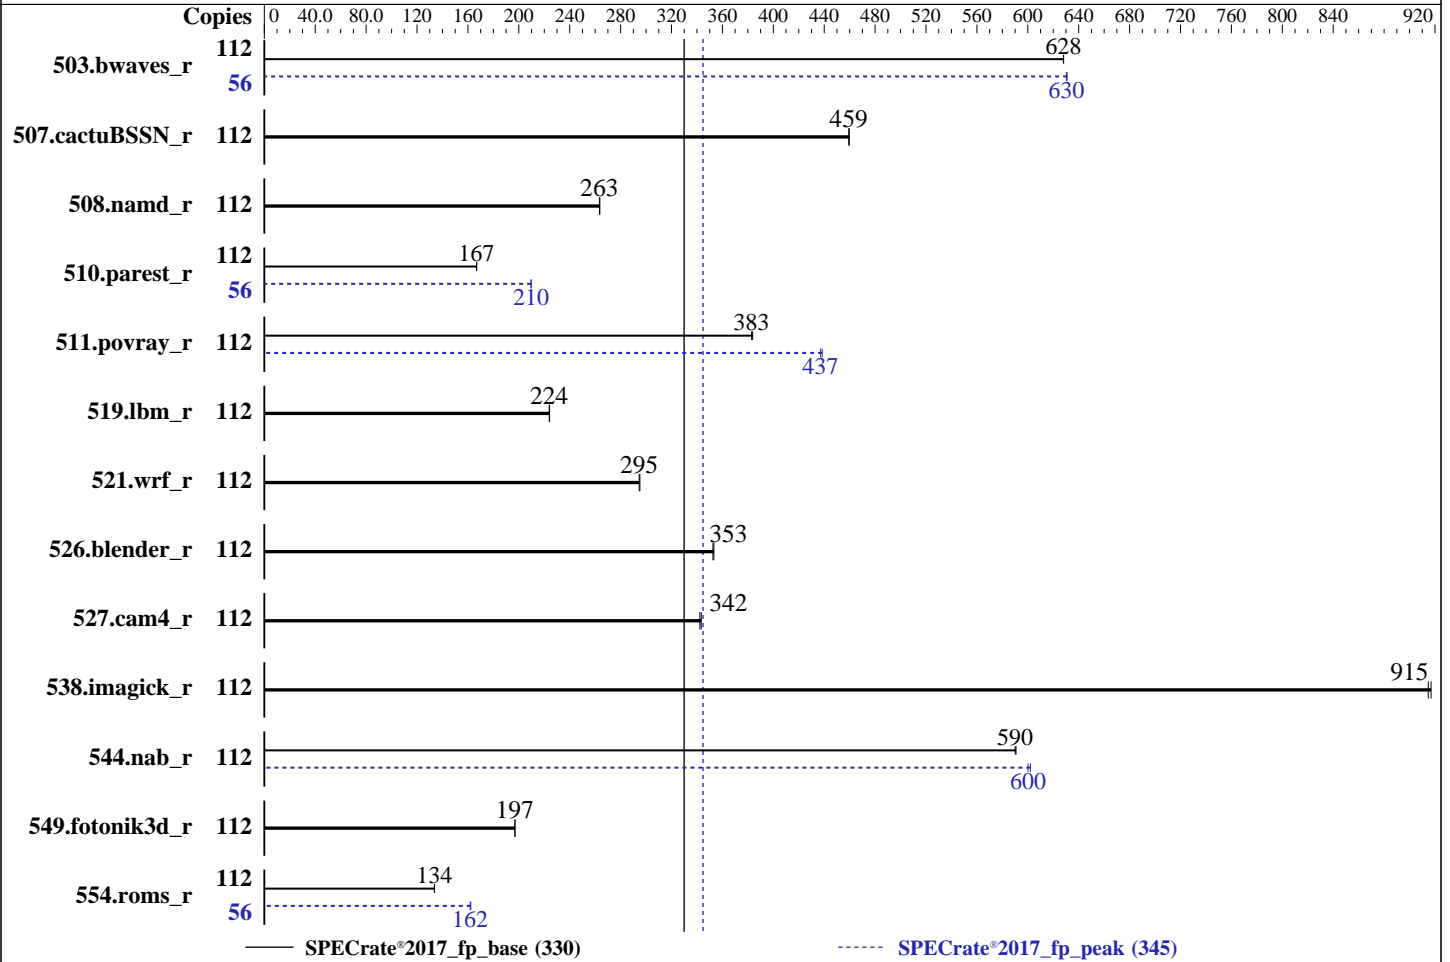 Copies 0 40.0 80.0 120 160 200 240 280 320 360 400 440 480 520 560 600 640 680 720 760 800 840 920
503.bwaves_r 112 628
56 630
507.cactuBSSN_r 112 459
508.namd_r 112 263
510.parest_r 112 167
56 210
511.povray_r 112 383
437
519.lbm_r 112 224
521.wrf_r 112 295
526.blender_r 112 353
527.cam4_r 112 342
538.imagick_r 112 915
544.nab_r 112 590
600
549.fotonik3d_r 112 197
554.roms_r 112 134
56 162
SPECrate®2017_fp_base (330) SPECrate®2017_fp_peak (345)